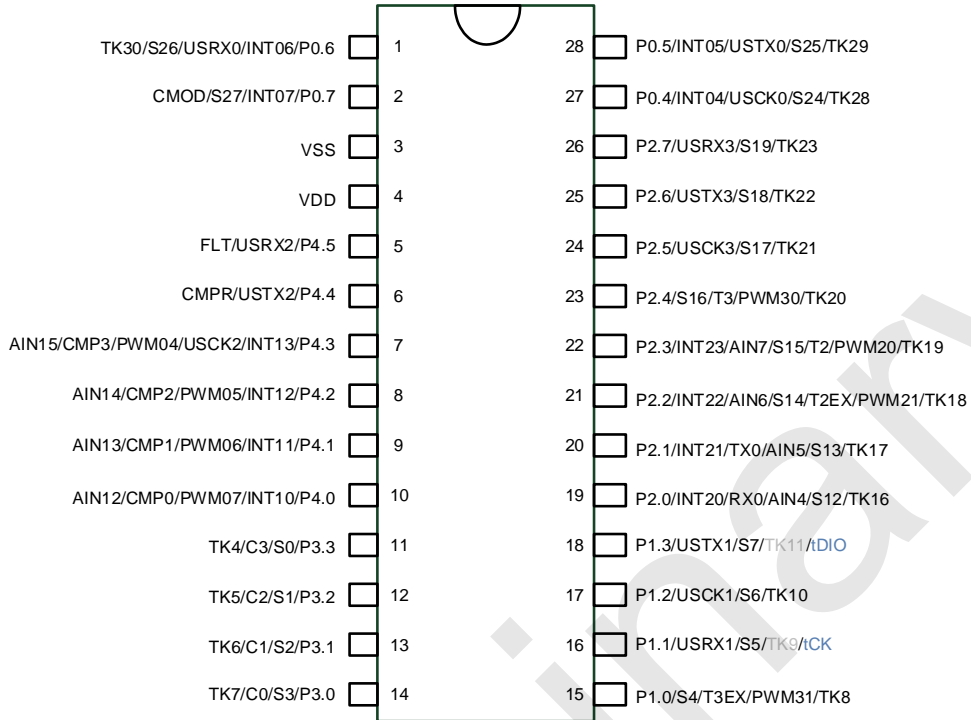 TK30/S26/USRX0/INT06/P0.6 1 28 P0.5/INT05/USTX0/S25/TK29
CMOD/S27/INT07/P0.7 2 27 P0.4/INT04/USCK0/S24/TK28
VSS 3 26 P2.7/USRX3/S19/TK23
VDD 4 25 P2.6/USTX3/S18/TK22
FLT/USRX2/P4.5 5 24 P2.5/USCK3/S17/TK21
CMPR/USTX2/P4.4 6 23 P2.4/S16/T3/PWM30/TK20
AIN15/CMP3/PWM04/USCK2/INT13/P4.3 7 22 P2.3/INT23/AIN7/S15/T2/PWM20/TK19
AIN14/CMP2/PWM05/INT12/P4.2 8 21 P2.2/INT22/AIN6/S14/T2EX/PWM21/TK18
AIN13/CMP1/PWM06/INT11/P4.1 9 20 P2.1/INT21/TX0/AIN5/S13/TK17
AIN12/CMP0/PWM07/INT10/P4.0 10 19 P2.0/INT20/RX0/AIN4/S12/TK16
TK4/C3/S0/P3.3 11 18 P1.3/USTX1/S7/TK11/tDIO
TK5/C2/S1/P3.2 12 17 P1.2/USCK1/S6/TK10
TK6/C1/S2/P3.1 13 16 P1.1/USRX1/S5/TK9/tCK
TK7/C0/S3/P3.0 14 15 P1.0/S4/T3EX/PWM31/TK8